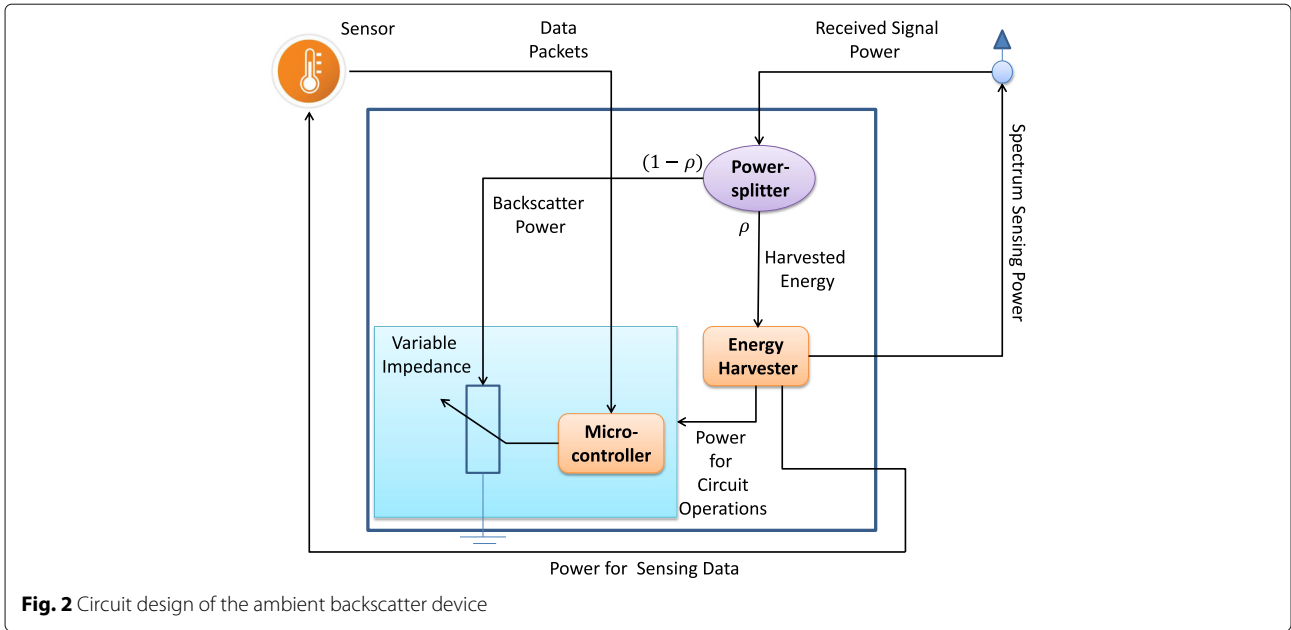 Sensor
Data
Packets
Received Signal
Power
(1 − ρ)
Power-
splitter
Backscatter
Power
ρ
Harvested
Energy
Spectrum Sensing Power
Variable
Impedance
Energy
Harvester
Micro-
controller
Power
for
Circuit
Operations
Power for Sensing Data
Fig. 2 Circuit design of the ambient backscatter device